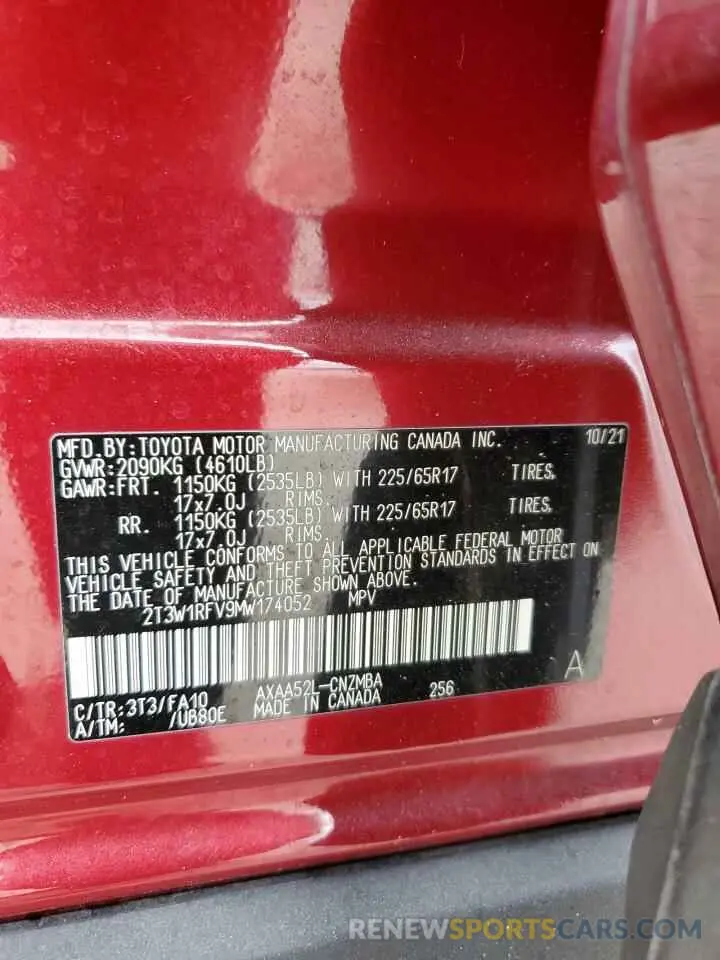 MFD. BY: TOYOTA MOTOR MANUFACTURING CANADA INC. 10/21
GVWR: 2090KG (4610LB)
GAWR: FRT. 1150KG (2535LB) WITH 225/65R17 TIRES,
17x7.0J RIMS,
RR. 1150KG (2535LB) WITH 225/65R17 TIRES,
17x7.0J RIMS
THIS VEHICLE CONFORMS TO ALL APPLICABLE FEDERAL MOTOR
VEHICLE SAFETY AND THEFT PREVENTION STANDARDS IN EFFECT ON
THE DATE OF MANUFACTURE SHOWN ABOVE.
2T3W1RFV9MW174052 MPV
A
C/TR: 3T3/FA10 AXAA52L-CNZMBA 256
A/TM: /UB80E MADE IN CANADA
RENEWSPORTSCARS.COM